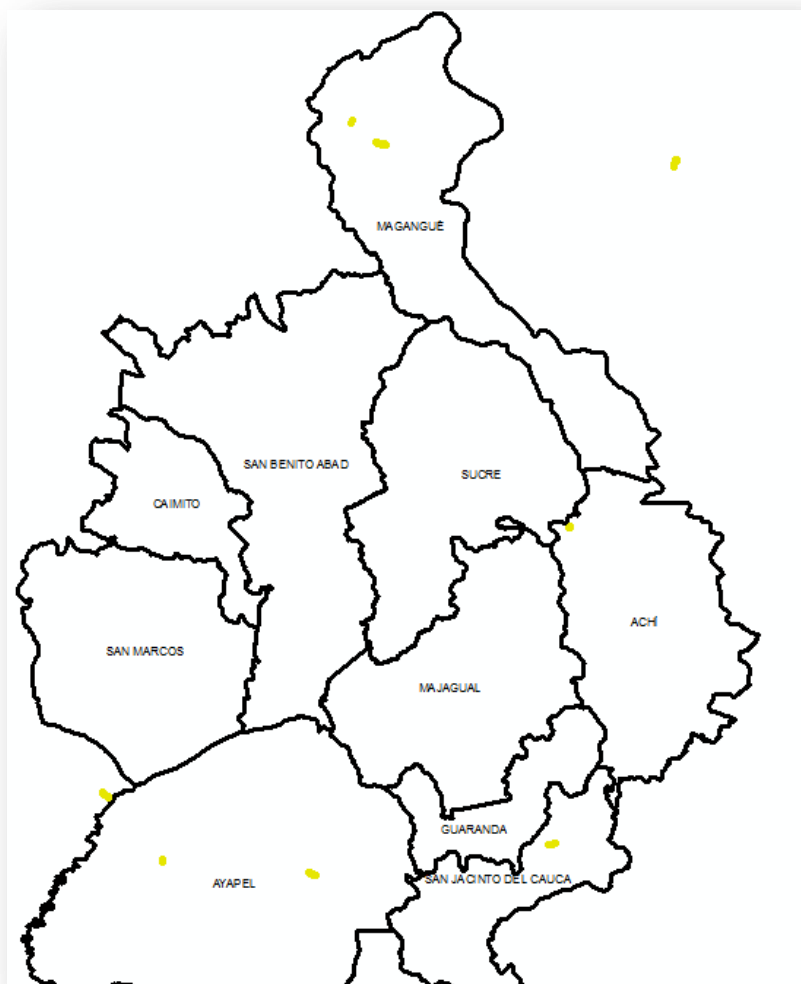 MAGANGUÉ
SAN BENITO ABAD
SUCRE
CAIMITO
ACHÍ
SAN MARCOS
MAJAGUAL
GUARANDA
SAN JACINTO DEL CAUCA
AYAPEL